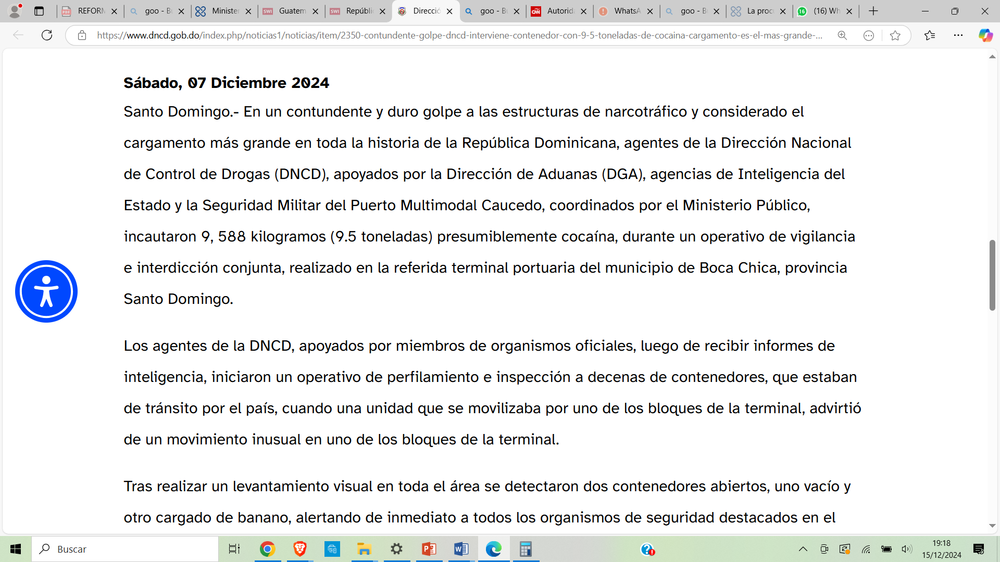 REFORM
goo - Bu
Minister
Guatem
Repúbli
Direcció
goo - Bu
Autorida
WhatsA
goo - Bu
La procu
(16) Wh
https://www.dncd.gob.do/index.php/noticias1/noticias/item/2350-contundente-golpe-dncd-interviene-contenedor-con-9-5-toneladas-de-cocaina-cargamento-es-el-mas-grande-...
Sábado, 07 Diciembre 2024
Santo Domingo.- En un contundente y duro golpe a las estructuras de narcotráfico y considerado el
cargamento más grande en toda la historia de la República Dominicana, agentes de la Dirección Nacional
de Control de Drogas (DNCD), apoyados por la Dirección de Aduanas (DGA), agencias de Inteligencia del
Estado y la Seguridad Militar del Puerto Multimodal Caucedo, coordinados por el Ministerio Público,
incautaron 9, 588 kilogramos (9.5 toneladas) presumiblemente cocaína, durante un operativo de vigilancia
e interdicción conjunta, realizado en la referida terminal portuaria del municipio de Boca Chica, provincia
Santo Domingo.
Los agentes de la DNCD, apoyados por miembros de organismos oficiales, luego de recibir informes de
inteligencia, iniciaron un operativo de perfilamiento e inspección a decenas de contenedores, que estaban
de tránsito por el país, cuando una unidad que se movilizaba por uno de los bloques de la terminal, advirtió
de un movimiento inusual en uno de los bloques de la terminal.
Tras realizar un levantamiento visual en toda el área se detectaron dos contenedores abiertos, uno vacío y
otro cargado de banano, alertando de inmediato a todos los organismos de seguridad destacados en el
Buscar
19:18
15/12/2024